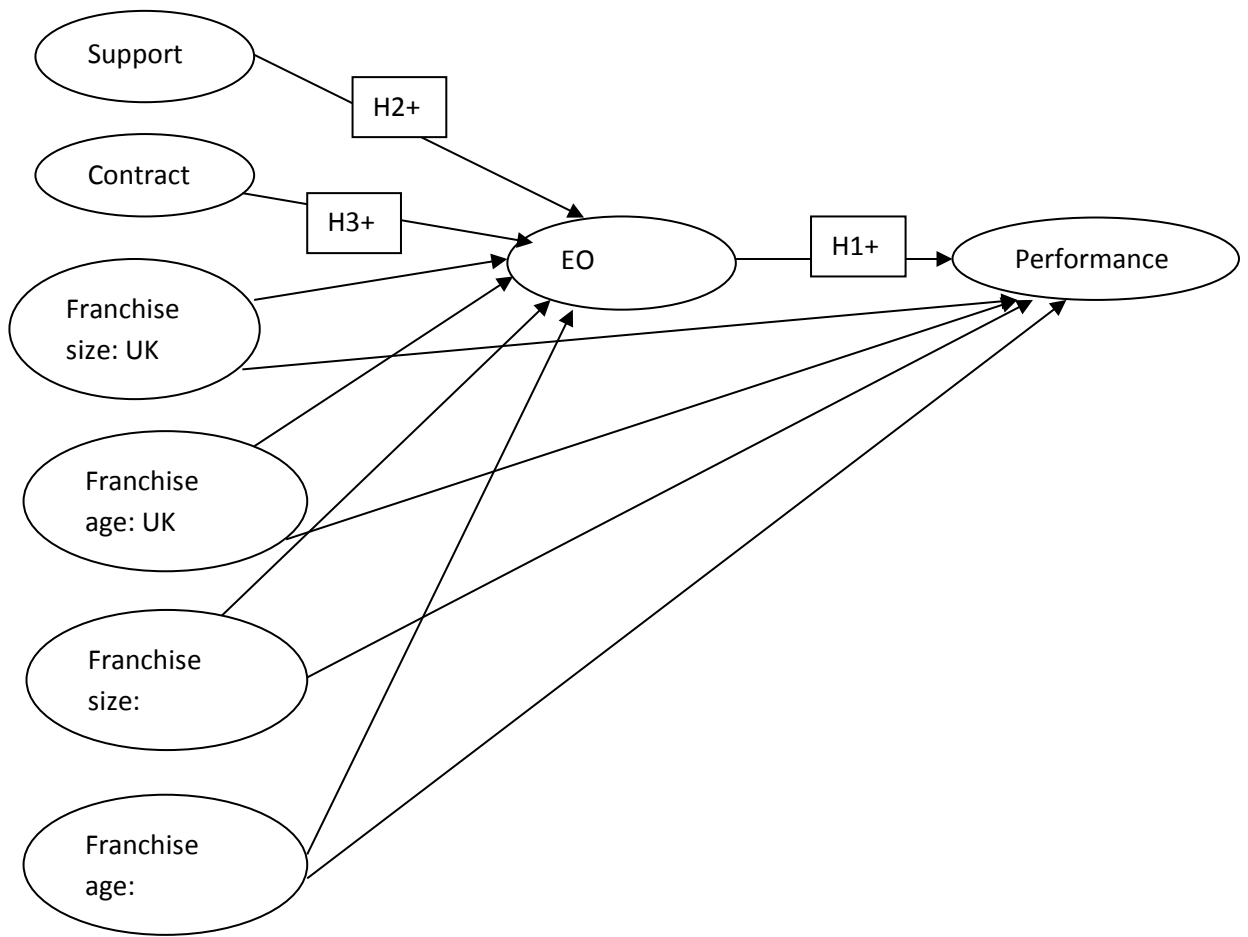 Support
H2+
Contract
H3+
EO
H1+
Performance
Franchise
size: UK
Franchise
age: UK
Franchise
size:
Franchise
age: